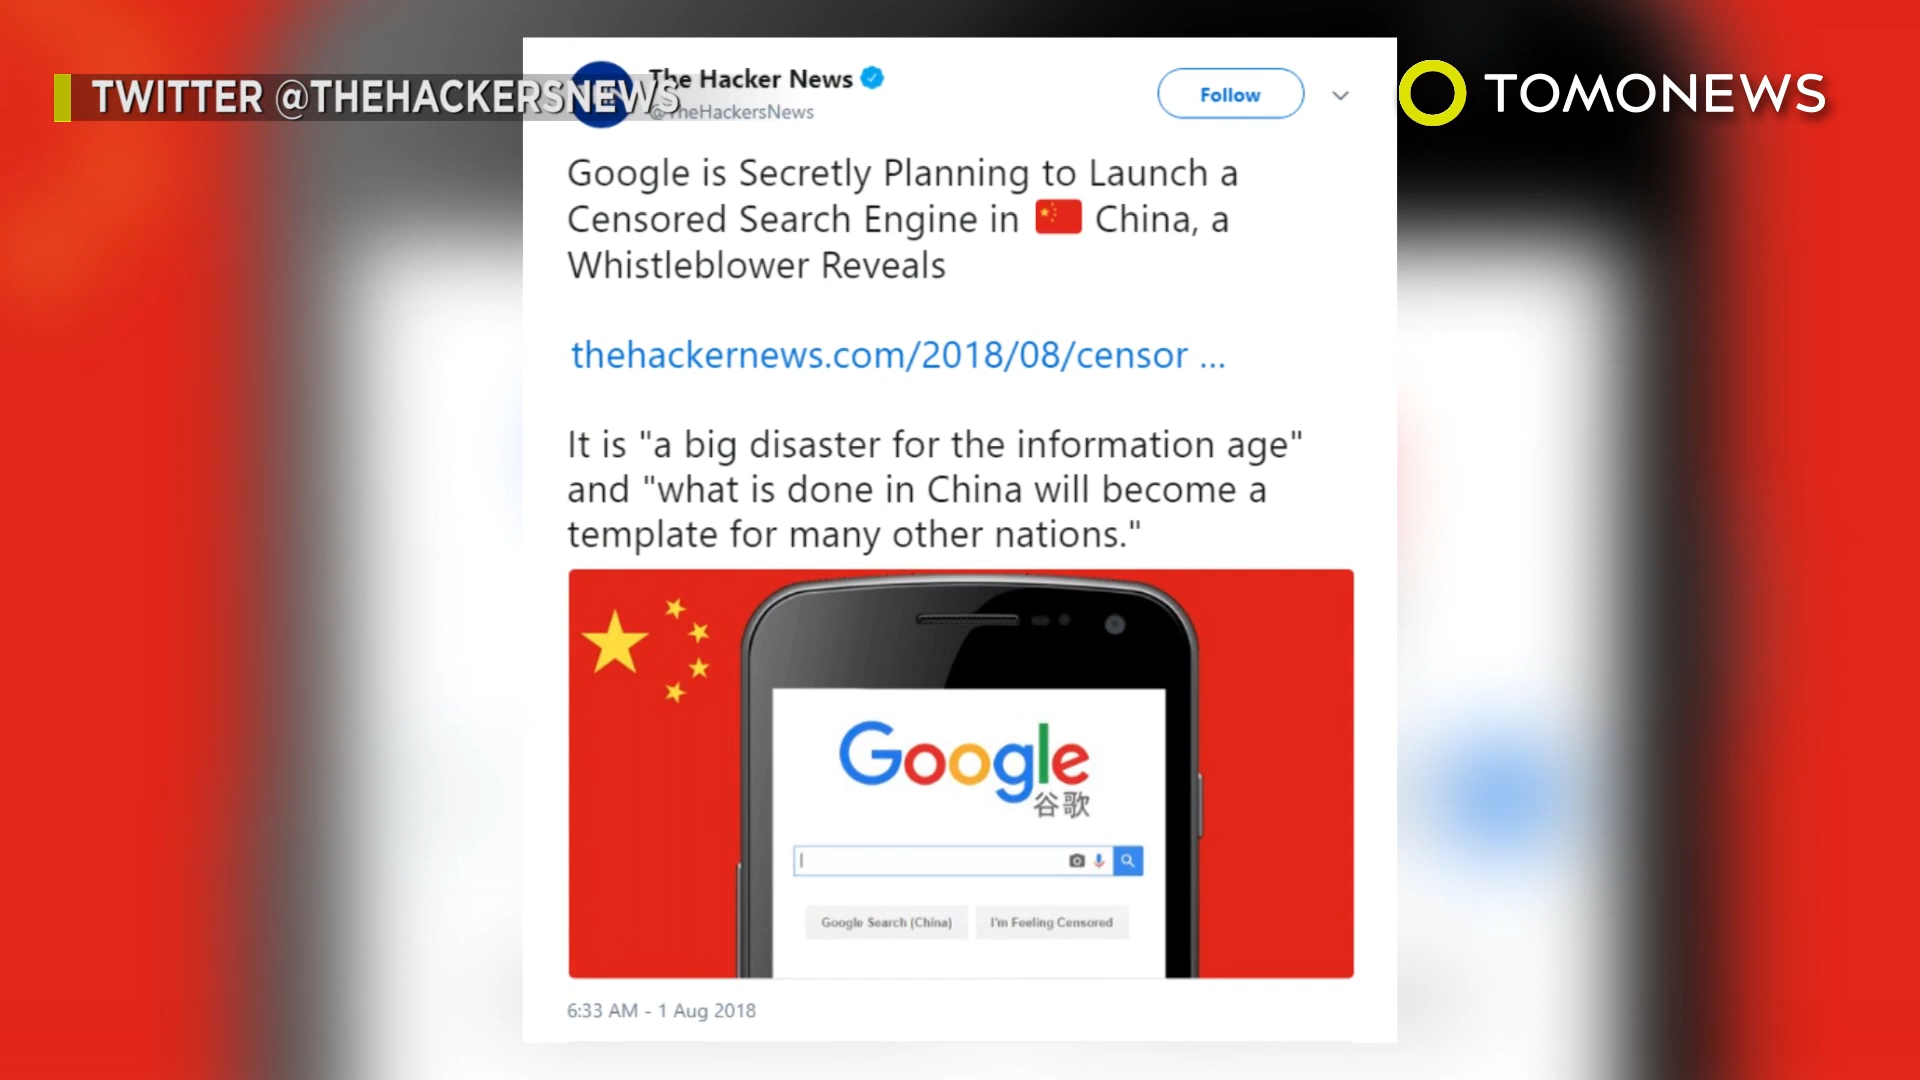 TWITTER @THEHACKERSNEWS
The Hacker News
@TheHackersNews
Follow
TOMONEWS
Google is Secretly Planning to Launch a
Censored Search Engine in 🇨🇳 China, a
Whistleblower Reveals
thehackernews.com/2018/08/censor ...
It is "a big disaster for the information age"
and "what is done in China will become a
template for many other nations."
Google
谷歌
Google Search (China)
I'm Feeling Censored
6:33 AM - 1 Aug 2018